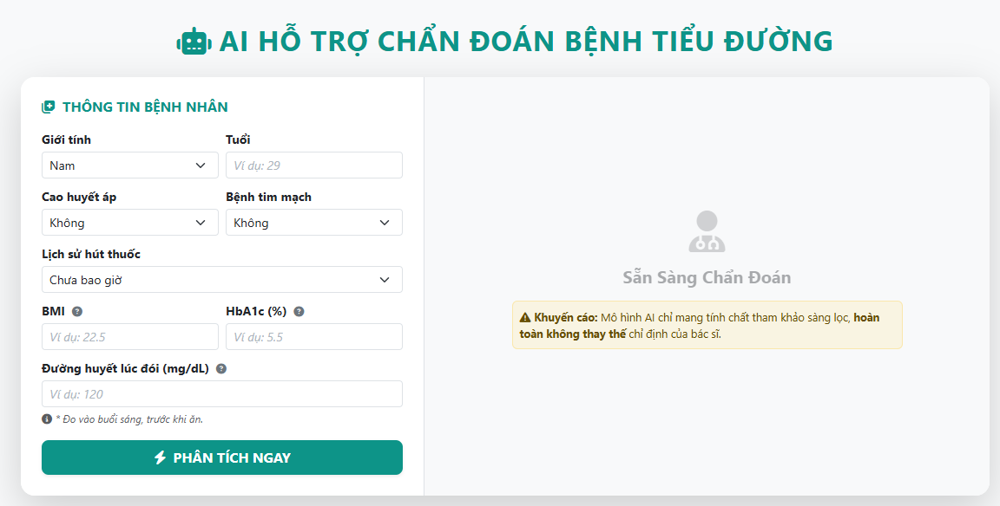 AI HỖ TRỢ CHẨN ĐOÁN BỆNH TIỂU ĐƯỜNG
THÔNG TIN BỆNH NHÂN
Giới tính
Tuổi
Nam
Ví dụ: 29
Cao huyết áp
Bệnh tim mạch
Không
Không
Lịch sử hút thuốc
Chưa bao giờ
BMI ?
HbA1c (%) ?
Ví dụ: 22.5
Ví dụ: 5.5
Đường huyết lúc đói (mg/dL) ?
Ví dụ: 120
* Đo vào buổi sáng, trước khi ăn.
PHÂN TÍCH NGAY
Sẵn Sàng Chẩn Đoán
Khuyến cáo: Mô hình AI chỉ mang tính chất tham khảo sàng lọc, hoàn
toàn không thay thế chỉ định của bác sĩ.